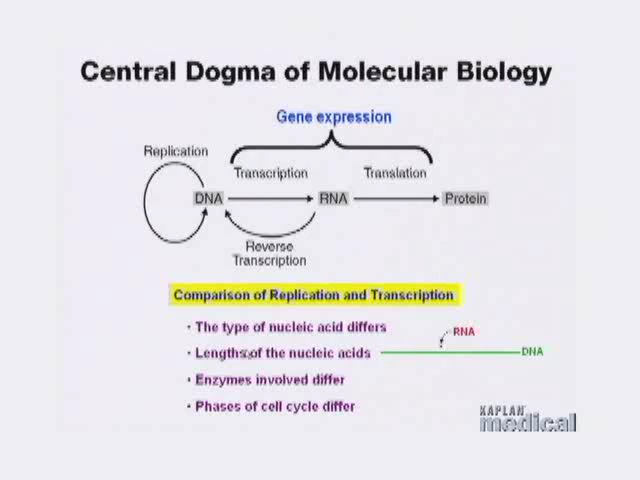 Central Dogma of Molecular Biology
Gene expression
Replication
Transcription
Translation
DNA
RNA
Protein
Reverse
Transcription
Comparison of Replication and Transcription
• The type of nucleic acid differs
RNA
• Lengths of the nucleic acids
DNA
• Enzymes involved differ
• Phases of cell cycle differ
KAPLAN
medical